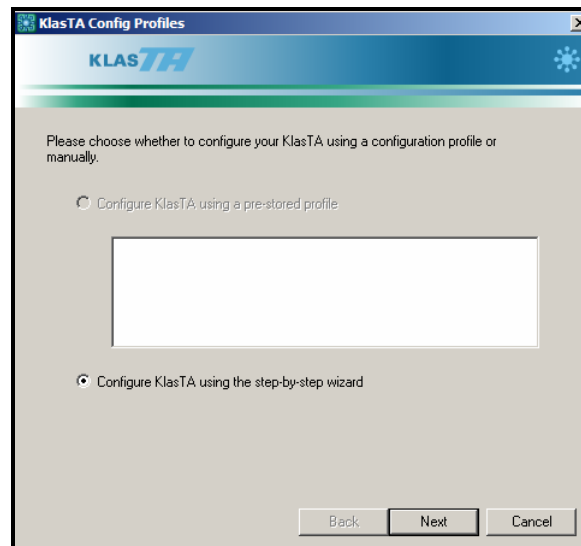 KlasTA Config Profiles
KLASTA
Please choose whether to configure your KlasTA using a configuration profile or
manually.
Configure KlasTA using a pre-stored profile
Configure KlasTA using the step-by-step wizard
Back Next Cancel